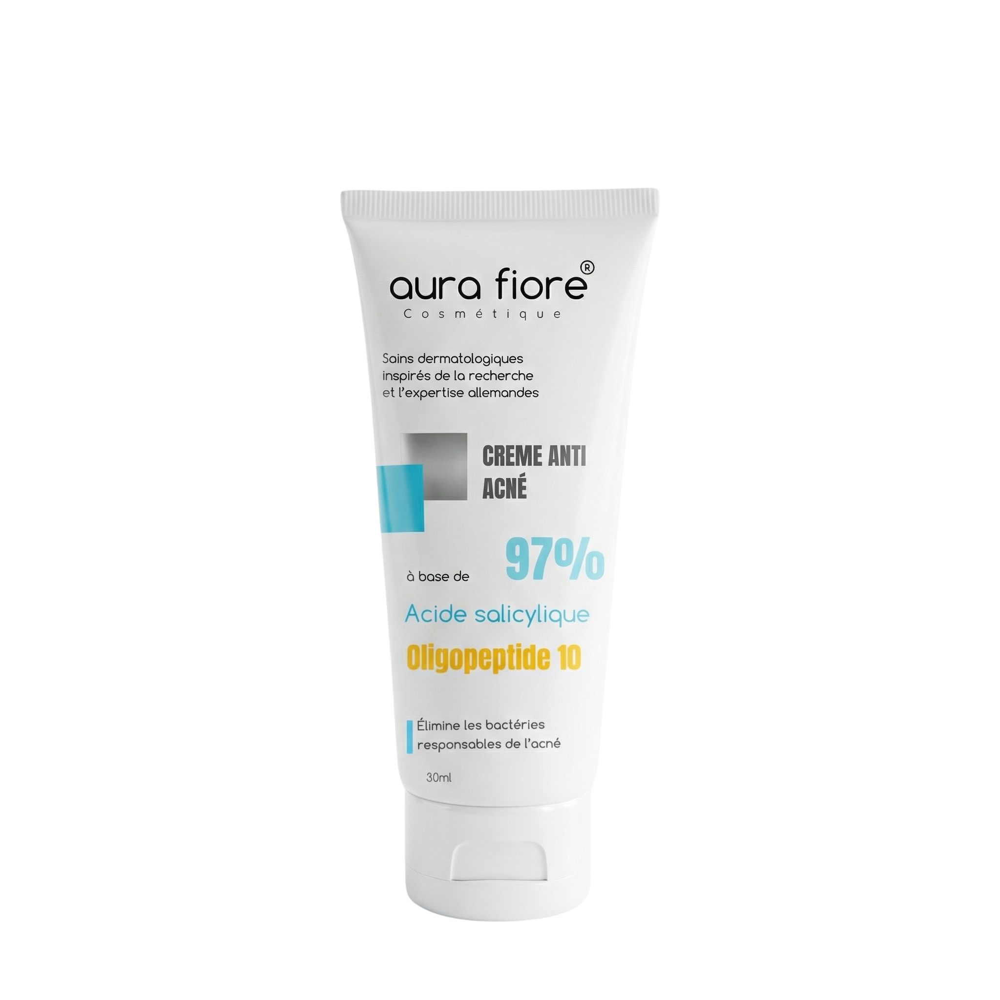 aura fiore®
Cosmétique
Sains dermatologiques
inspirés de la recherche
et l'expertise allemandes
CREME ANTI
ACNÉ
97%
à base de
Acide salicylique
Oligopeptide 10
Élimine les bactéries
responsables de l'acné
30ml